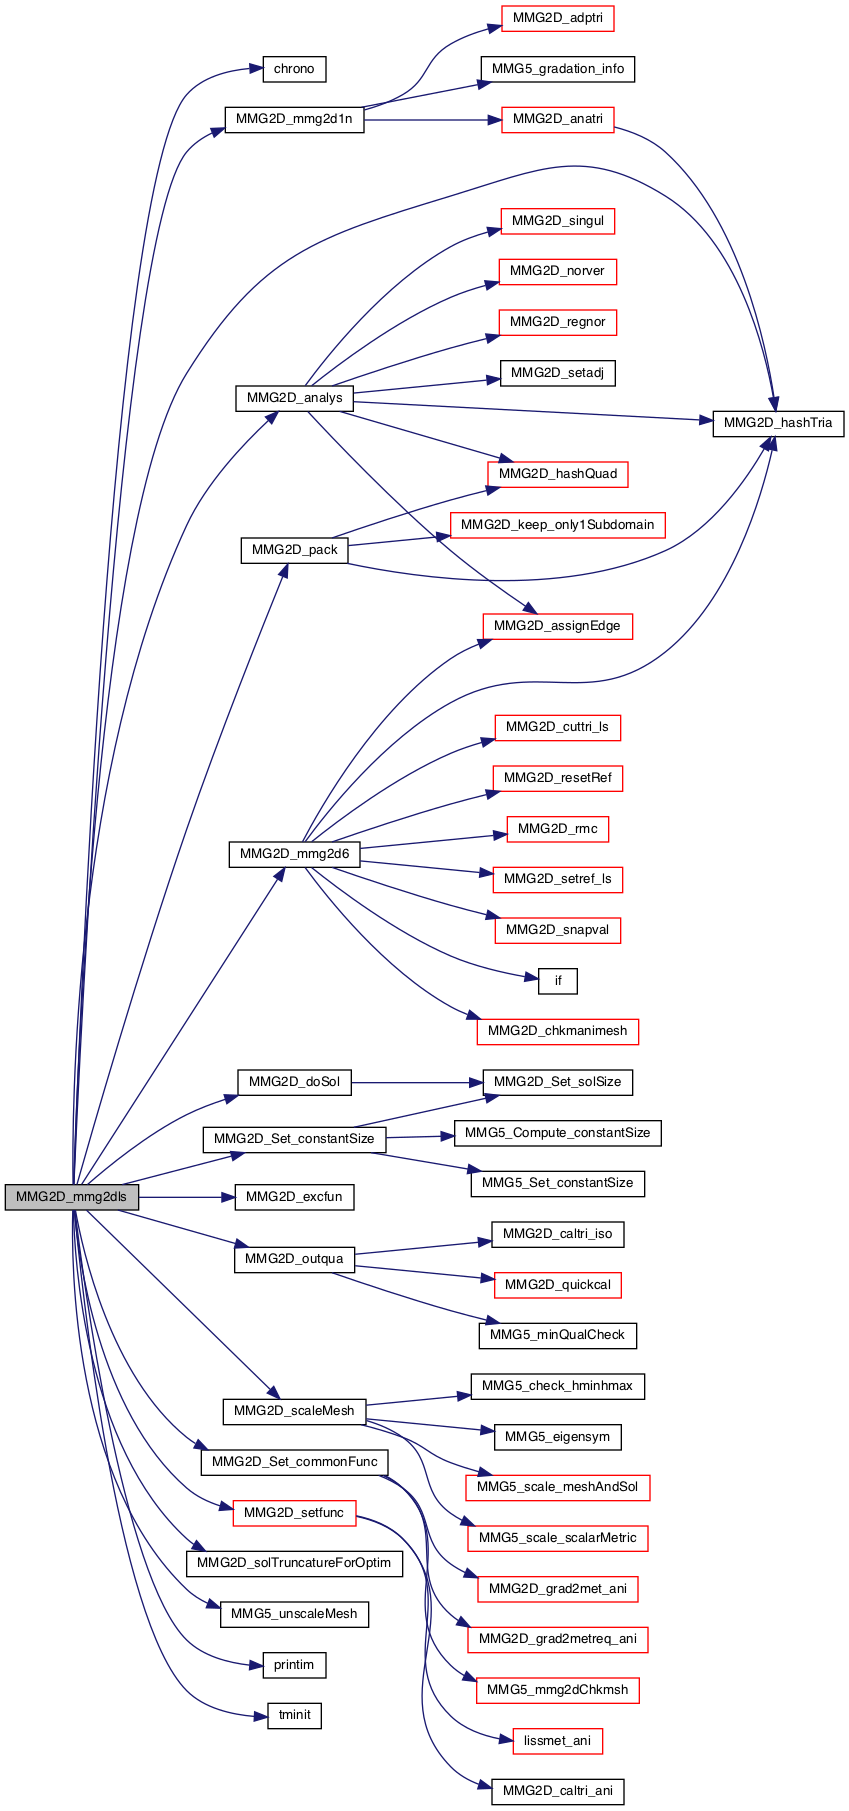 MMG2D_adptri
chrono
MMG5_gradation_info
MMG2D_mmg2d1n
MMG2D_anatri
MMG2D_singul
MMG2D_norver
MMG2D_regnor
MMG2D_setadj
MMG2D_analys
MMG2D_hashTria
MMG2D_hashQuad
MMG2D_keep_only1Subdomain
MMG2D_pack
MMG2D_assignEdge
MMG2D_cuttri_ls
MMG2D_resetRef
MMG2D_rmc
MMG2D_mmg2d6
MMG2D_setref_ls
MMG2D_snapval
if
MMG2D_chkmanimesh
MMG2D_doSol
MMG2D_Set_solSize
MMG2D_Set_constantSize
MMG5_Compute_constantSize
MMG5_Set_constantSize
MMG2D_mmg2dls
MMG2D_excfun
MMG2D_caltri_iso
MMG2D_outqua
MMG2D_quickcal
MMG5_minQualCheck
MMG5_check_hminhmax
MMG2D_scaleMesh
MMG5_eigensym
MMG2D_Set_commonFunc
MMG5_scale_meshAndSol
MMG2D_setfunc
MMG5_scale_scalarMetric
MMG2D_solTruncatureForOptim
MMG2D_grad2met_ani
MMG5_unscaleMesh
MMG2D_grad2metreq_ani
printim
MMG5_mmg2dChkmsh
tminit
lissmet_ani
MMG2D_caltri_ani